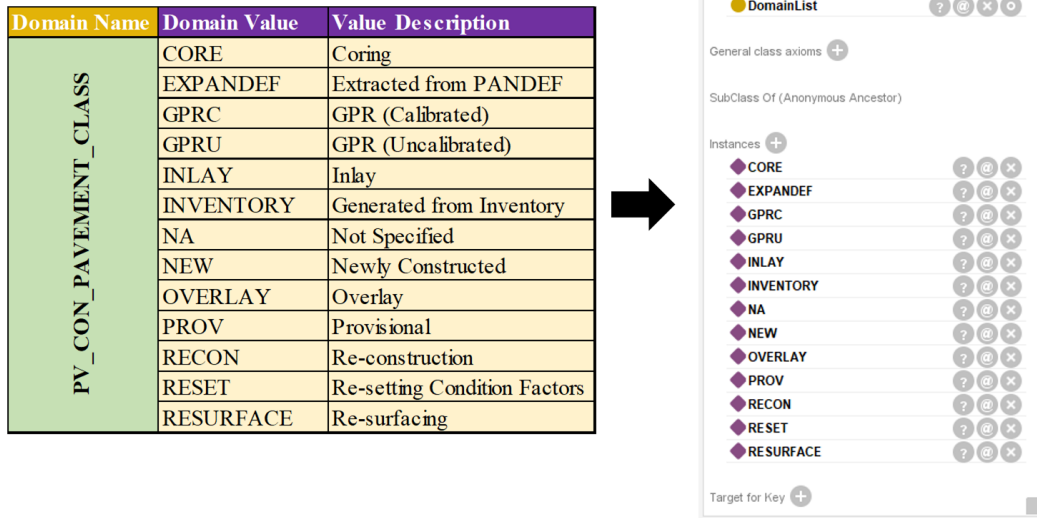 Domain Name Domain Value Value Description
PV_CON_PAVEMENT_CLASS
CORE Coring
EXPANDEF Extracted from PANDEF
GPRC GPR (Calibrated)
GPRU GPR (Uncalibrated)
INLAY Inlay
INVENTORY Generated from Inventory
NA Not Specified
NEW Newly Constructed
OVERLAY Overlay
PROV Provisional
RECON Re-construction
RESET Re-setting Condition Factors
RESURFACE Re-surfacing
DomainList ? @ × o
General class axioms +
SubClass Of (Anonymous Ancestor)
Instances +
CORE ? @ ×
EXPANDEF ? @ ×
GPRC ? @ ×
GPRU ? @ ×
INLAY ? @ ×
INVENTORY ? @ ×
NA ? @ ×
NEW ? @ ×
OVERLAY ? @ ×
PROV ? @ ×
RECON ? @ ×
RESET ? @ ×
RESURFACE ? @ ×
Target for Key +